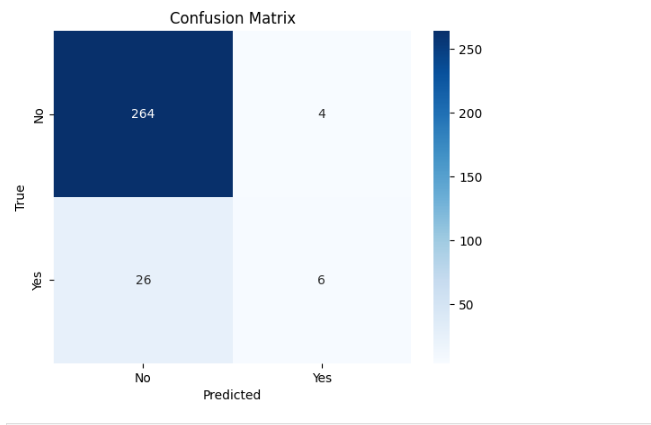 Confusion Matrix
No
264
4
250
200
150
100
50
True
Yes
26
6
No
Yes
Predicted